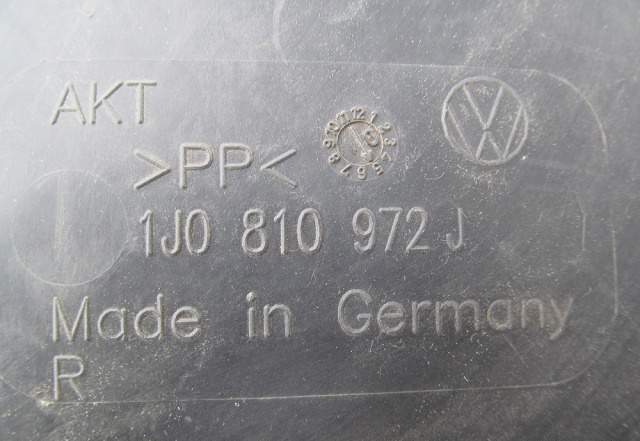 AKT
>PP<
1J0 810 972 J
Made in Germany
R